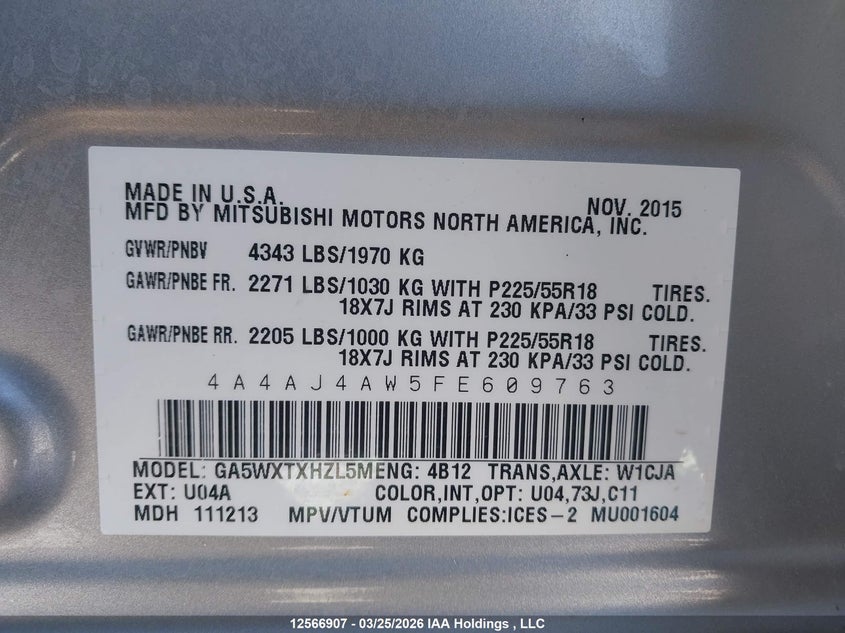 MADE IN U.S.A. NOV. 2015
MFD BY MITSUBISHI MOTORS NORTH AMERICA, INC.
GVWR/PNBV 4343 LBS/1970 KG
GAWR/PNBE FR. 2271 LBS/1030 KG WITH P225/55R18 TIRES.
18X7J RIMS AT 230 KPA/33 PSI COLD.
GAWR/PNBE RR. 2205 LBS/1000 KG WITH P225/55R18 TIRES.
18X7J RIMS AT 230 KPA/33 PSI COLD.
4A4AJ4AW5FE609763
MODEL: GA5WXTXHZL5MENG: 4B12 TRANS,AXLE: W1CJA
EXT: U04A COLOR,INT,OPT: U04,73J,C11
MDH 111213 MPV/VTUM COMPLIES:ICES-2 MU001604
12566907 - 03/25/2026 IAA Holdings , LLC